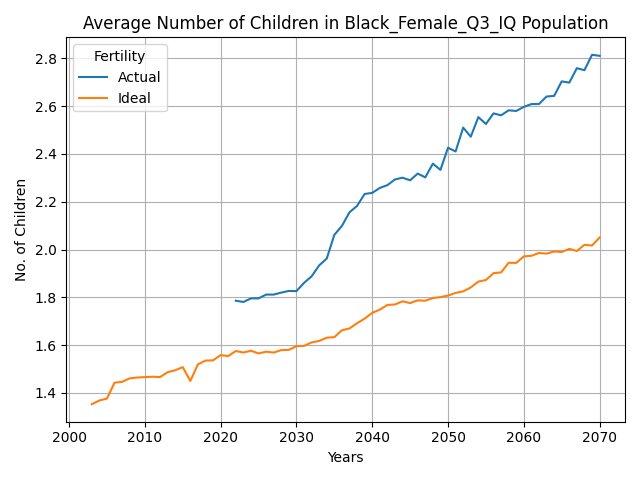 Average Number of Children in Black_Female_Q3_IQ Population
Fertility
Actual
Ideal
No. of Children
2.8
2.6
2.4
2.2
2.0
1.8
1.6
1.4
2000 2010 2020 2030 2040 2050 2060 2070
Years